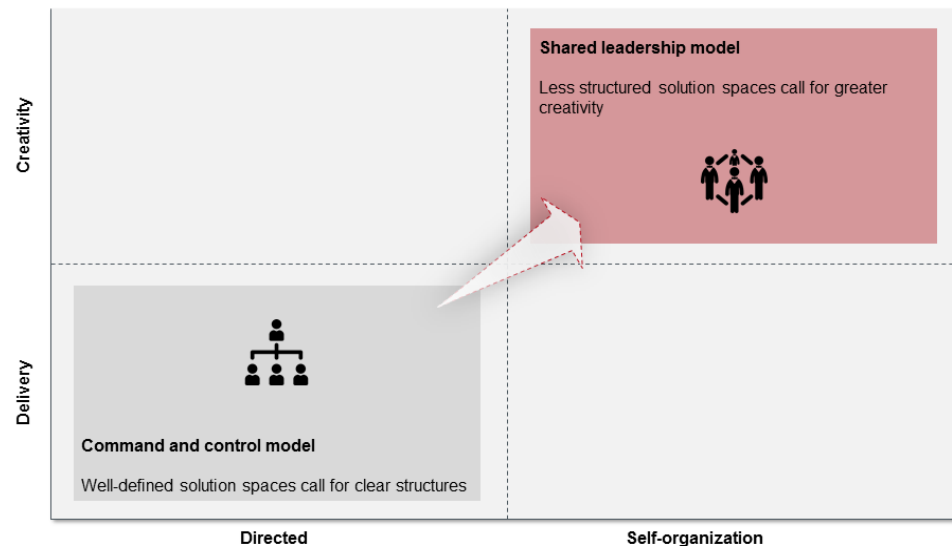 Creativity
Shared leadership model
Less structured solution spaces call for greater
creativity
Delivery
Command and control model
Well-defined solution spaces call for clear structures
Directed
Self-organization